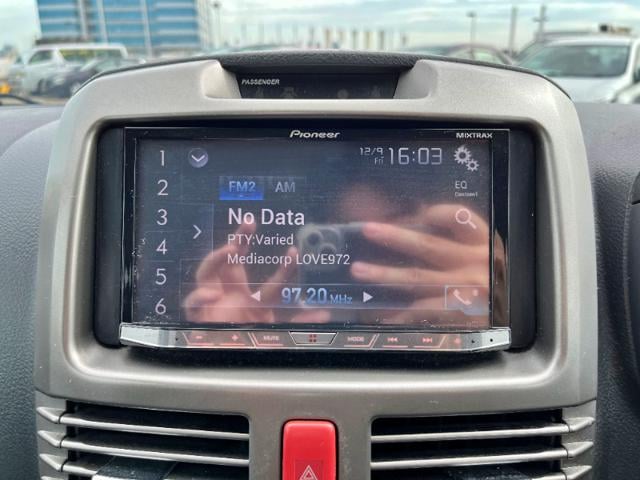 PASSENGER
Pioneer MIXTRAX
1 12/9 Fri 16:03
2 FM2 AM EQ
3 No Data
PTY:Varied
4 Mediacorp LOVE972
5 97.20 MHz
6
- + MUTE MODE